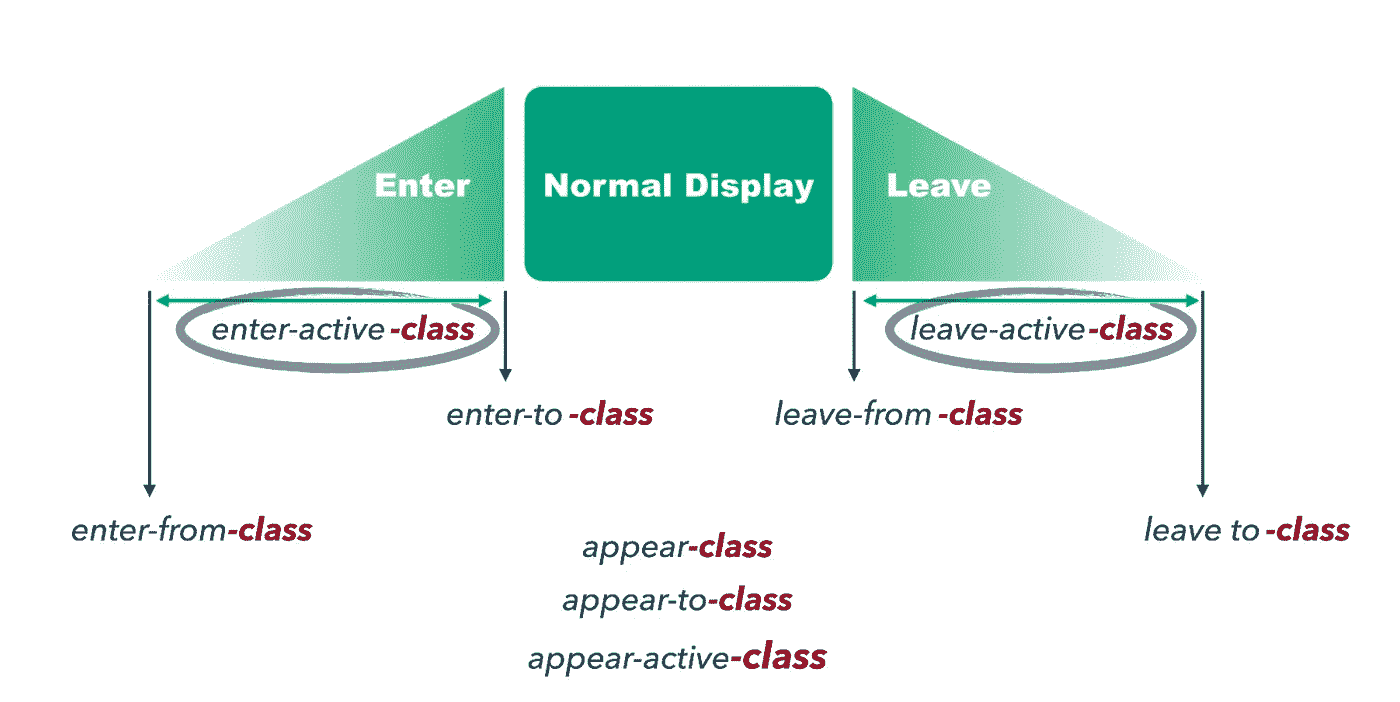 Enter
Normal Display
Leave
enter-active -class
leave-active-class
enter-to -class
leave-from -class
enter-from-class
leave to -class
appear-class
appear-to-class
appear-active-class